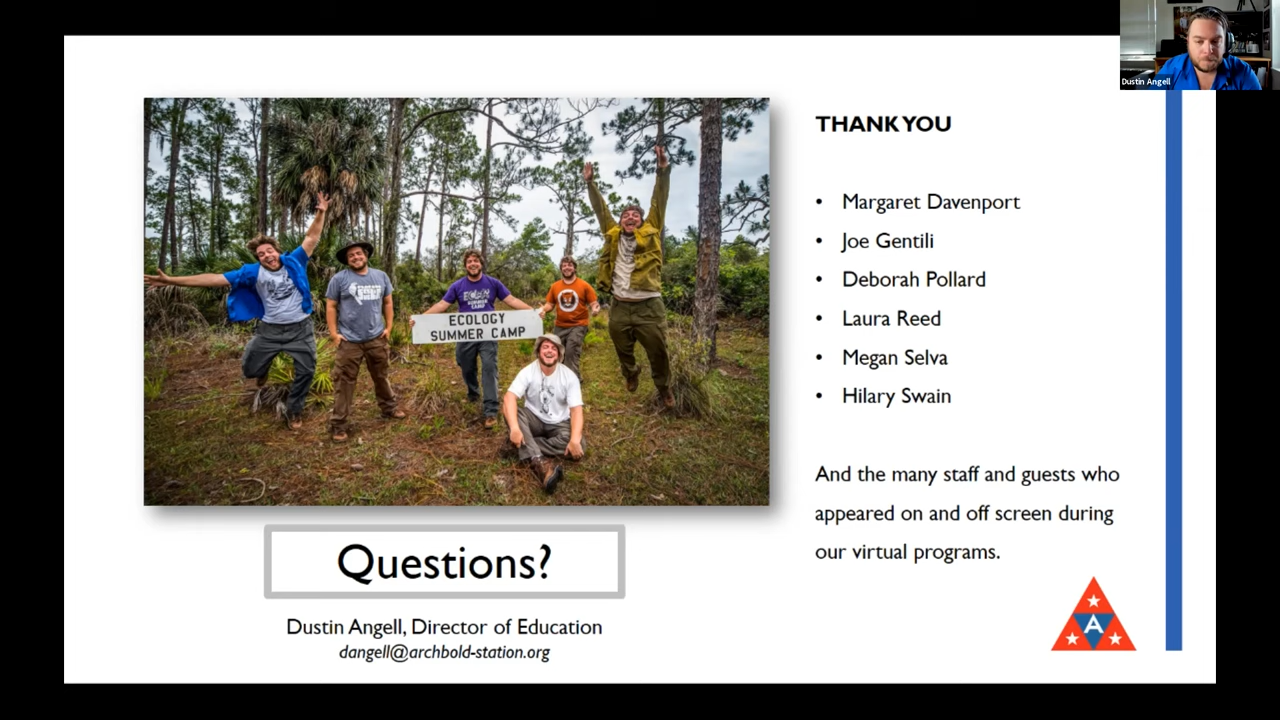 Dustin Angell
THANK YOU
• Margaret Davenport
• Joe Gentili
• Deborah Pollard
• Laura Reed
• Megan Selva
• Hilary Swain
And the many staff and guests who
appeared on and off screen during
our virtual programs.
ECOLOGY
SUMMER CAMP
Questions?
Dustin Angell, Director of Education
dangell@archbold-station.org
A